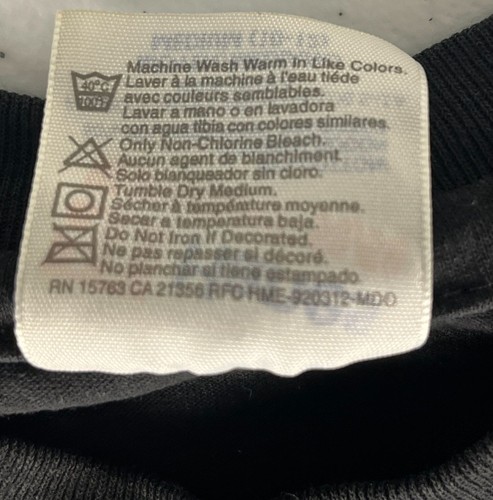 Machine Wash Warm in Like Colors.
40°C
Laver à la machine à l'eau tiède
avec couleurs semblables.
Lavar a mano o en lavadora
con agua tibia con colores similares.
Only Non-Chlorine Bleach.
Aucun agent de blanchiment.
Solo blanqueador sin cloro.
Tumble Dry Medium.
Sécher à température moyenne.
Secar a temperatura baja.
Do Not Iron If Decorated.
Ne pas repasser si décoré.
No planchar si tiene estampado.
RN 15763 CA 21356 RFC HME-920312-MD0